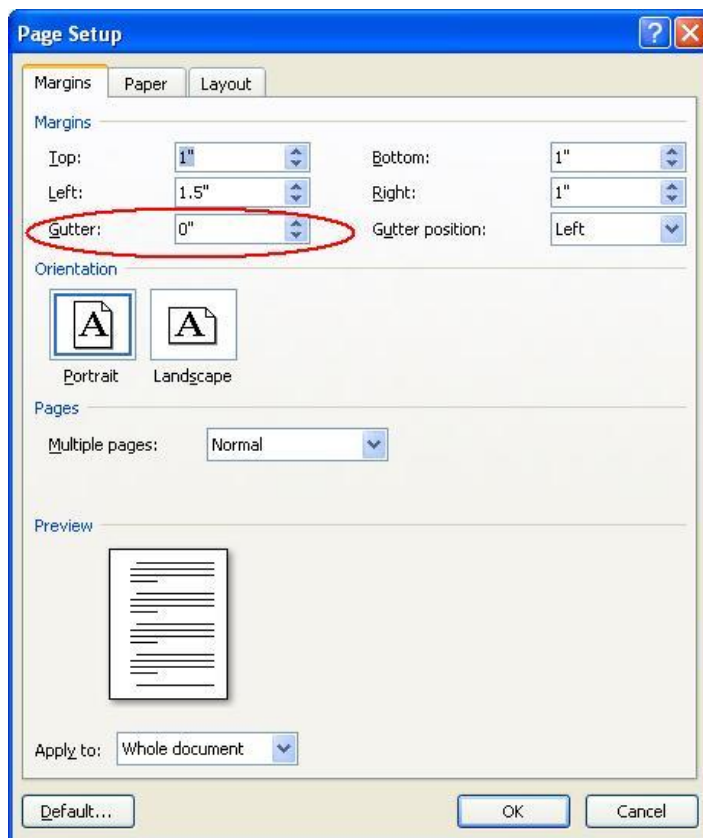 Page Setup
Margins Paper Layout
Margins
Top: 1" Bottom: 1"
Left: 1.5" Right: 1"
Gutter: 0" Gutter position: Left
Orientation
A A
Portrait Landscape
Pages
Multiple pages: Normal
Preview
Apply to: Whole document
Default... OK Cancel